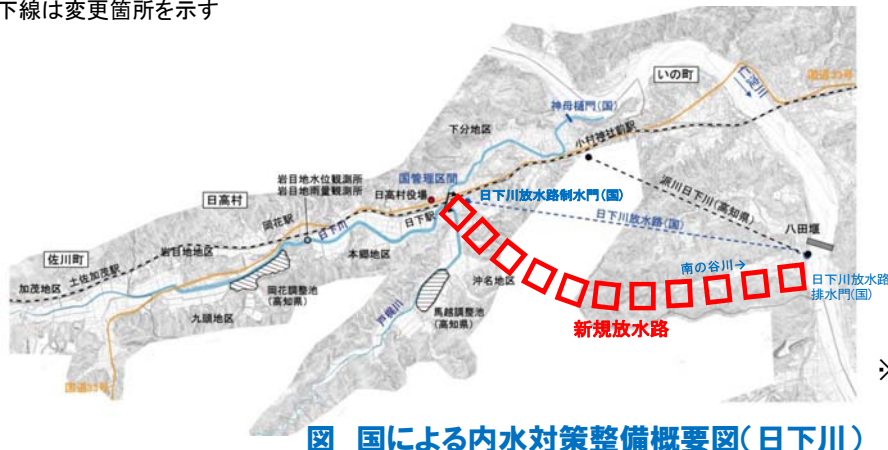 下線は変更箇所を示す
いの町
国道33号
仁淀川
神母樋門(国)
下分地区
小村神社前駅
国管理区間
岩目地水位観測所
岩目地雨量観測所
日高村役場
日下川放水路制水門(国)
派川日下川(高知県)
日高村
岡花駅
日下川
日下駅
日下川放水路(国)
八田堰
佐川町
岩目地地区
本郷地区
土佐加茂駅
加茂地区
沖名地区
南の谷川→
日下川放水路
排水門(国)
岡花調整池
(高知県)
馬越調整池
(高知県)
九頭地区
戸梶川
新規放水路
国道33号
※
図 国による内水対策整備概要図(日下川)